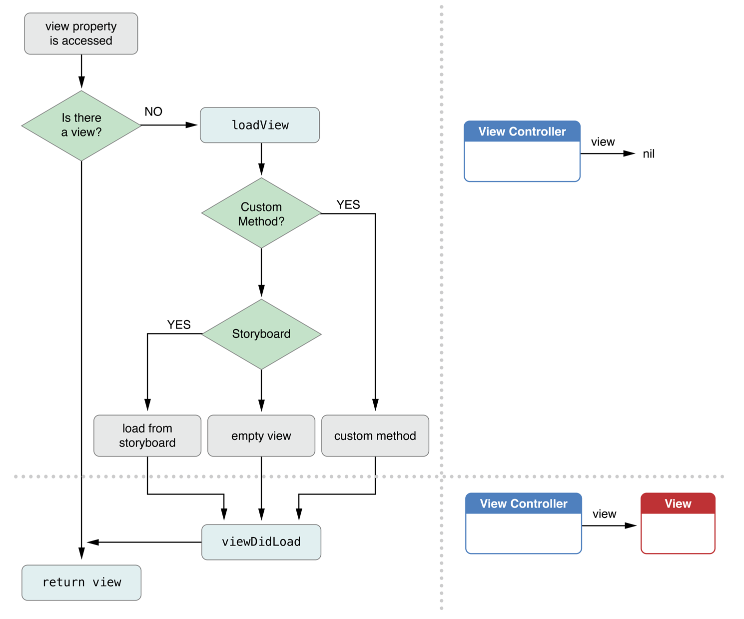 view property
is accessed
Is there
a view?
NO
loadView
Custom
Method?
YES
Storyboard
YES
load from
storyboard
empty view
custom method
viewDidLoad
return view
View Controller
view
nil
View Controller
view
View